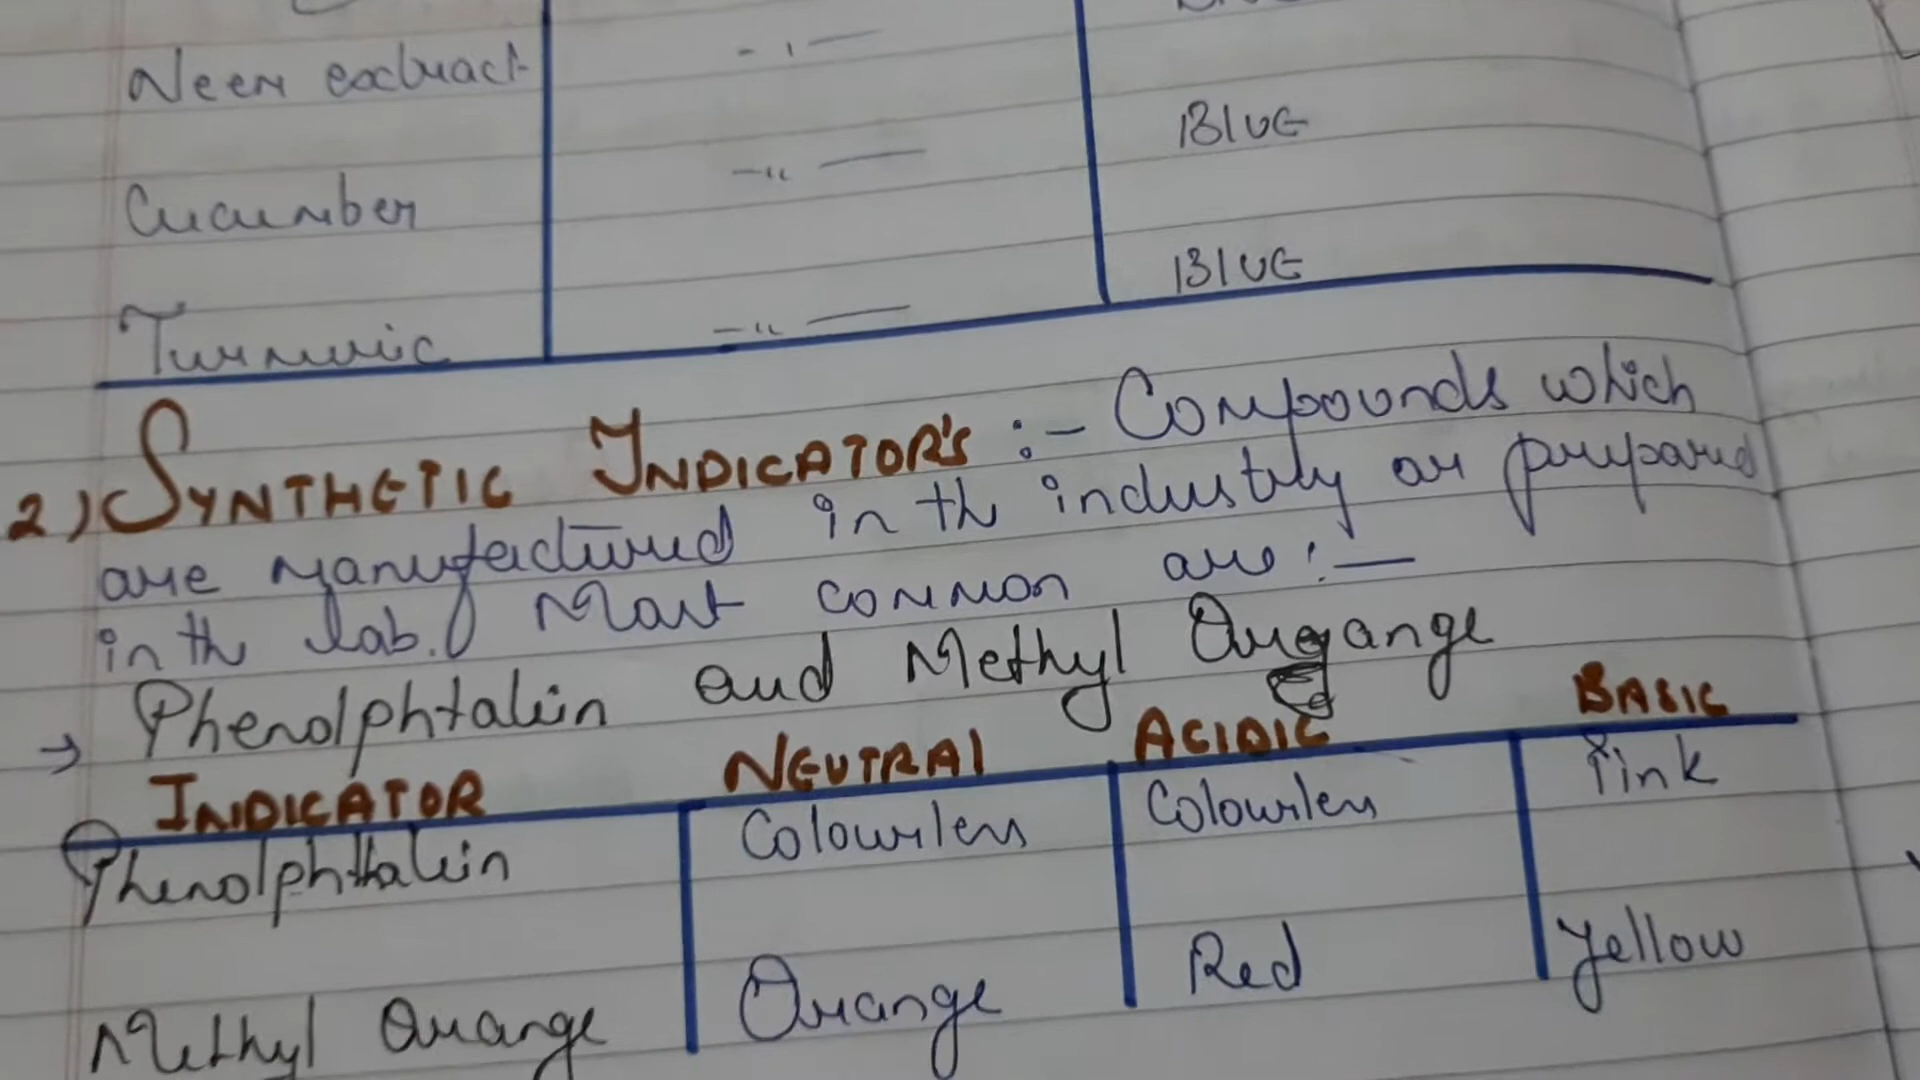 Neem extract -"-
Blue
Cucumber -"-
Blue
Turmeric -"-
2) SYNTHETIC INDICATOR'S :- Compounds which
are manufactured in the industry or prepared
in the lab. Most common are :-
→ Phenolphtalein and Methyl Orange
INDICATOR NEUTRAL ACIDIC BASIC
Phenolphthalein Colourless Colourless Pink
Methyl Orange Orange Red Yellow